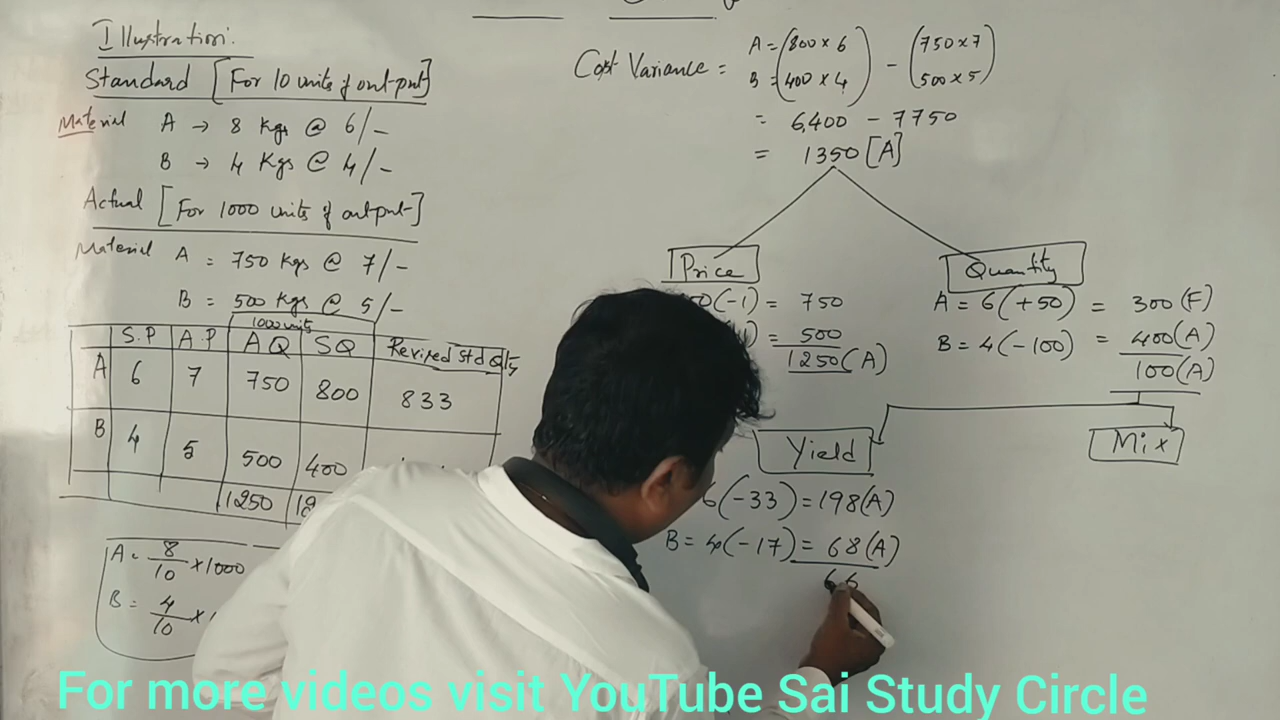 Illustration.
Standard [For 10 units of output]
Material A → 8 Kgs @ 6/-
B → 4 Kgs @ 4/-
Actual [For 1000 units of output]
Material A = 750 Kgs @ 7/-
B = 500 Kgs @ 5/-
1000 units
S.P A.P AQ SQ Revised Std Qty
A 6 7 750 800 833
B 4 5 500 400
1250
A = 8/10 × 1000
B = 4/10 ×
Cost Variance = A = (800 × 6) - (750 × 7)
B = (400 × 4) (500 × 5)
= 6,400 - 7750
= 1350 [A]
Price
(-1) = 750
= 500
1250 (A)
Quantity
A = 6(+50) = 300 (F)
B = 4(-100) = 400 (A)
100 (A)
Yield
6(-33) = 198 (A)
B = 4(-17) = 68 (A)
66
Mix
For more videos visit YouTube Sai Study Circle